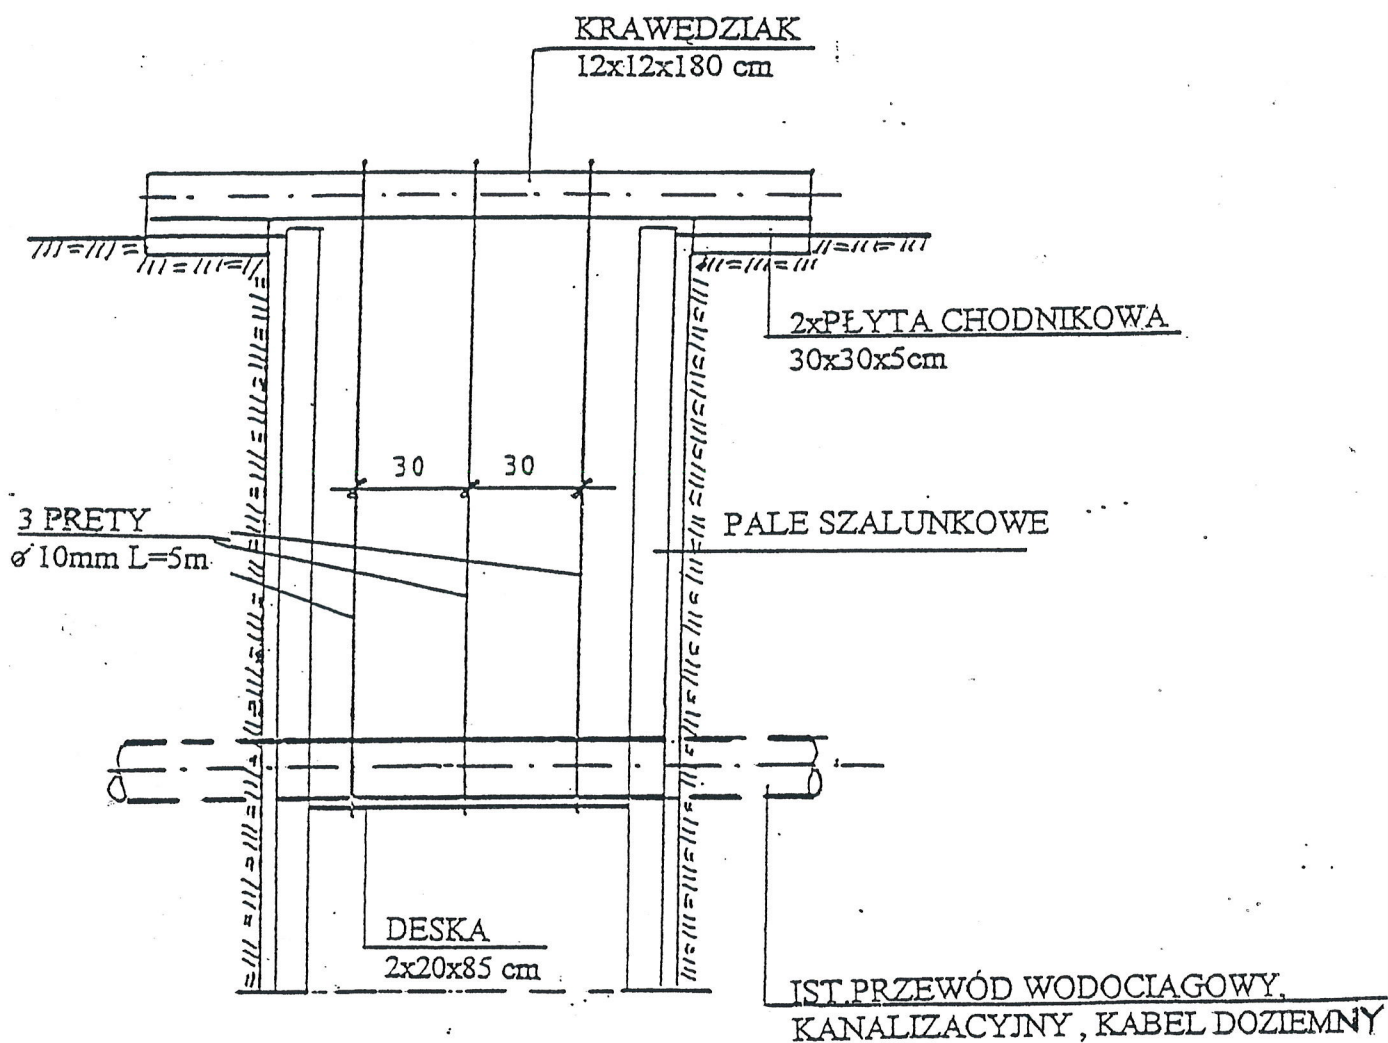 KRAWĘDZIAK
12x12x180 cm
2xPŁYTA CHODNIKOWA
30x30x5cm
30 30
3 PRETY
ø 10mm L=5m
PALE SZALUNKOWE
DESKA
2x20x85 cm
IST.PRZEWÓD WODOCIAGOWY,
KANALIZACYJNY , KABEL DOZIEMNY